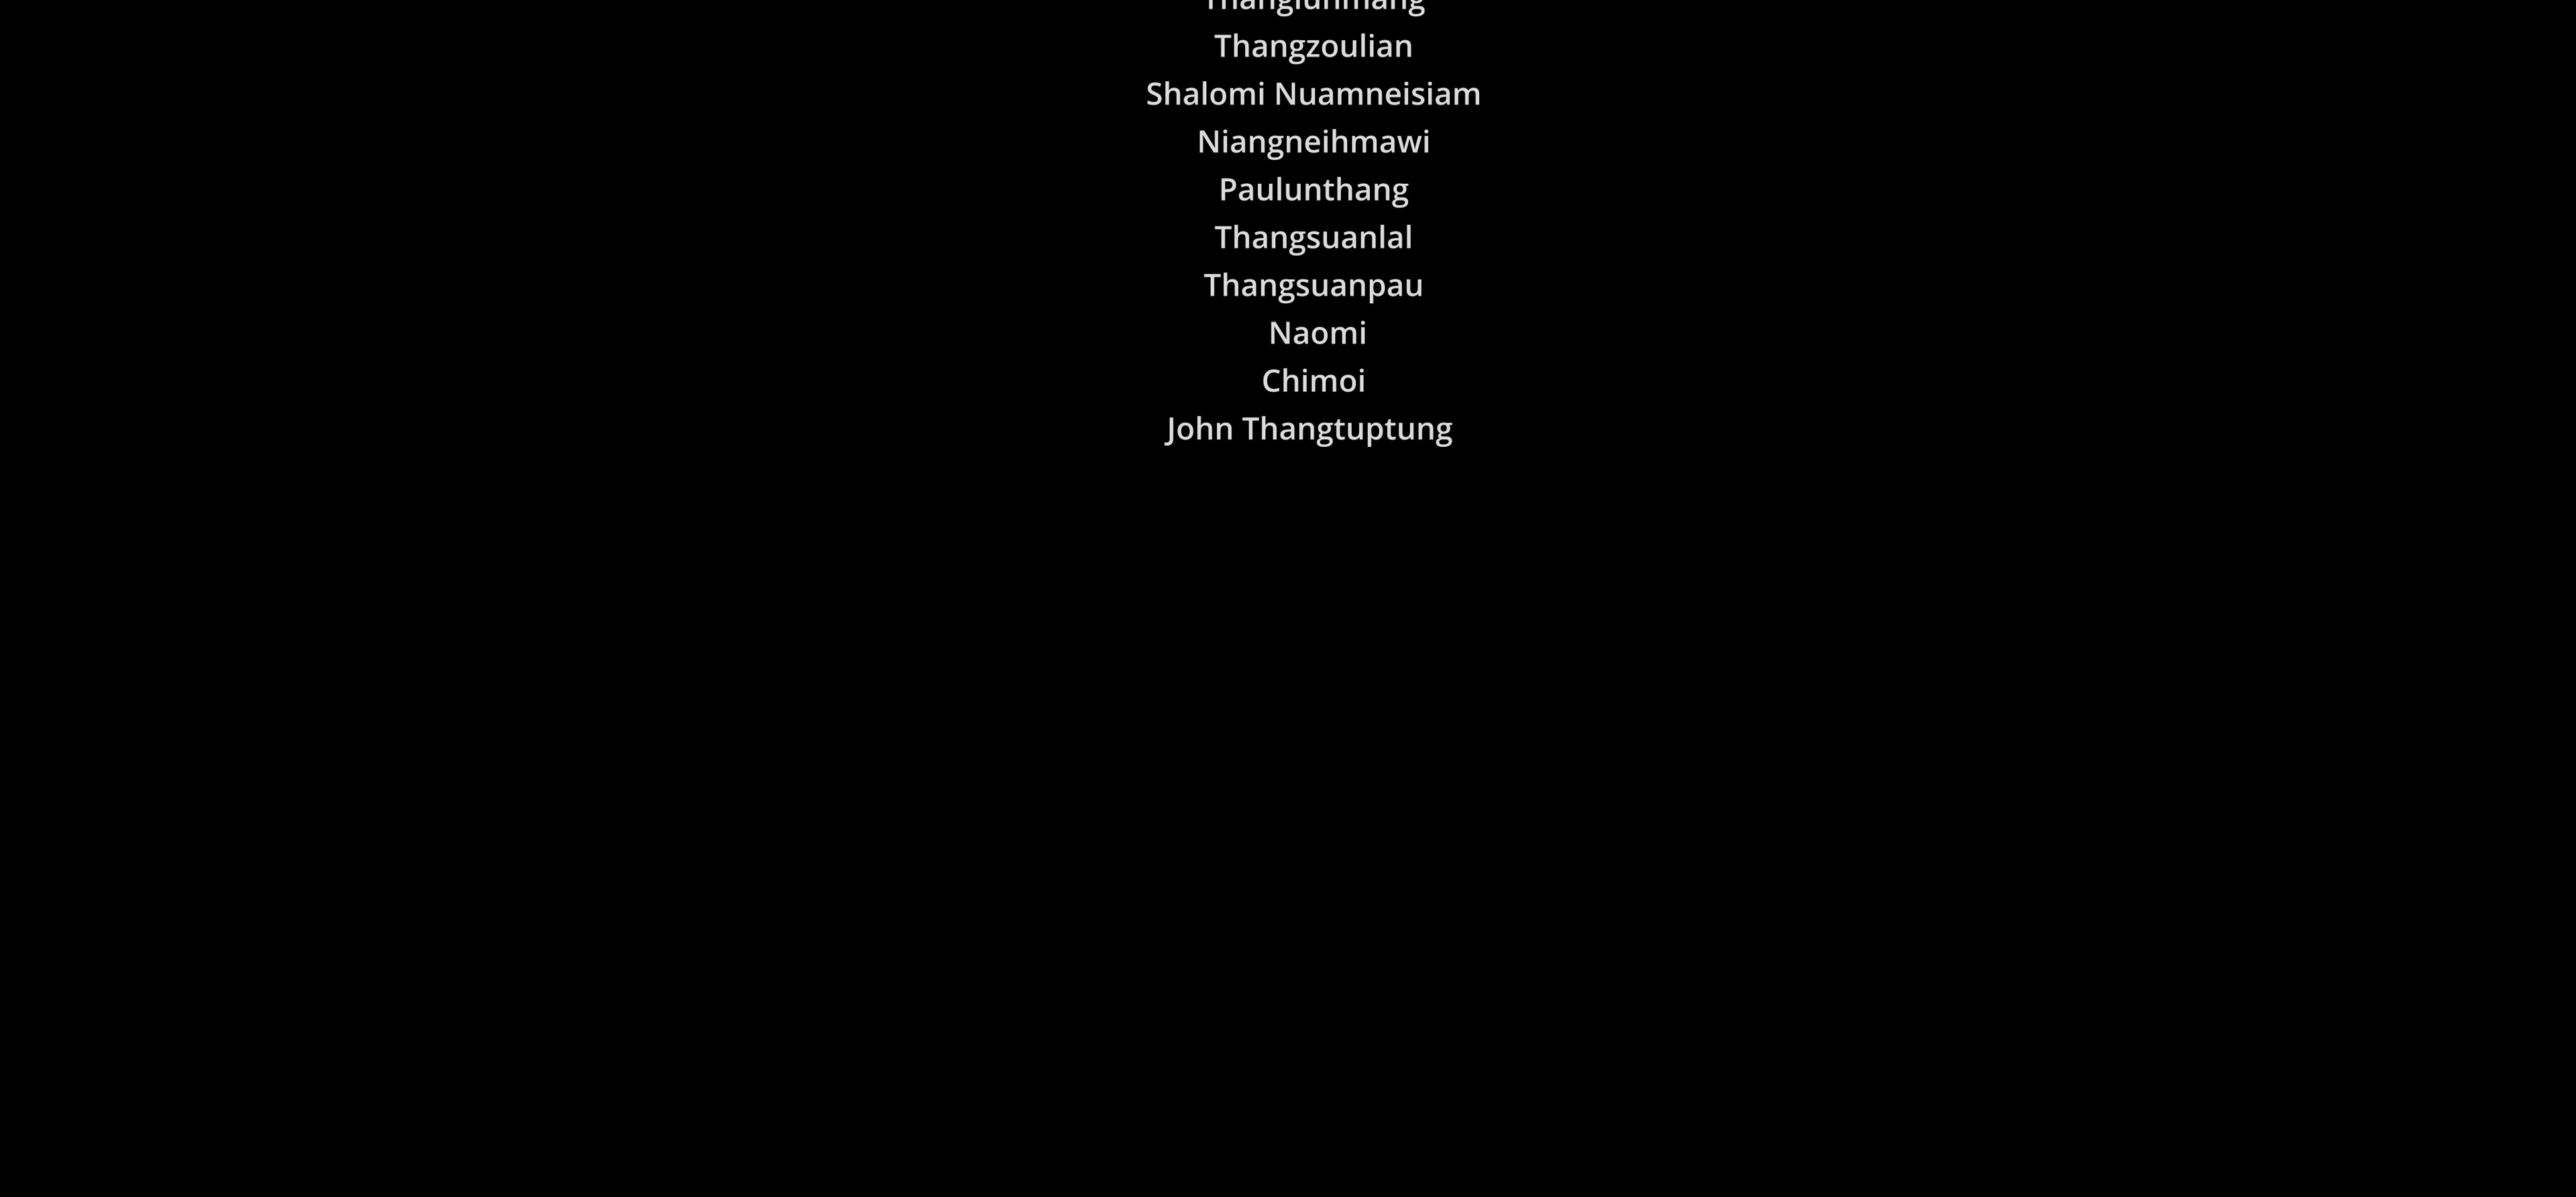 Thangzoulian
Shalomi Nuamneisiam
Niangneihmawi
Paulunthang
Thangsuanlal
Thangsuanpau
Naomi
Chimoi
John Thangtuptung